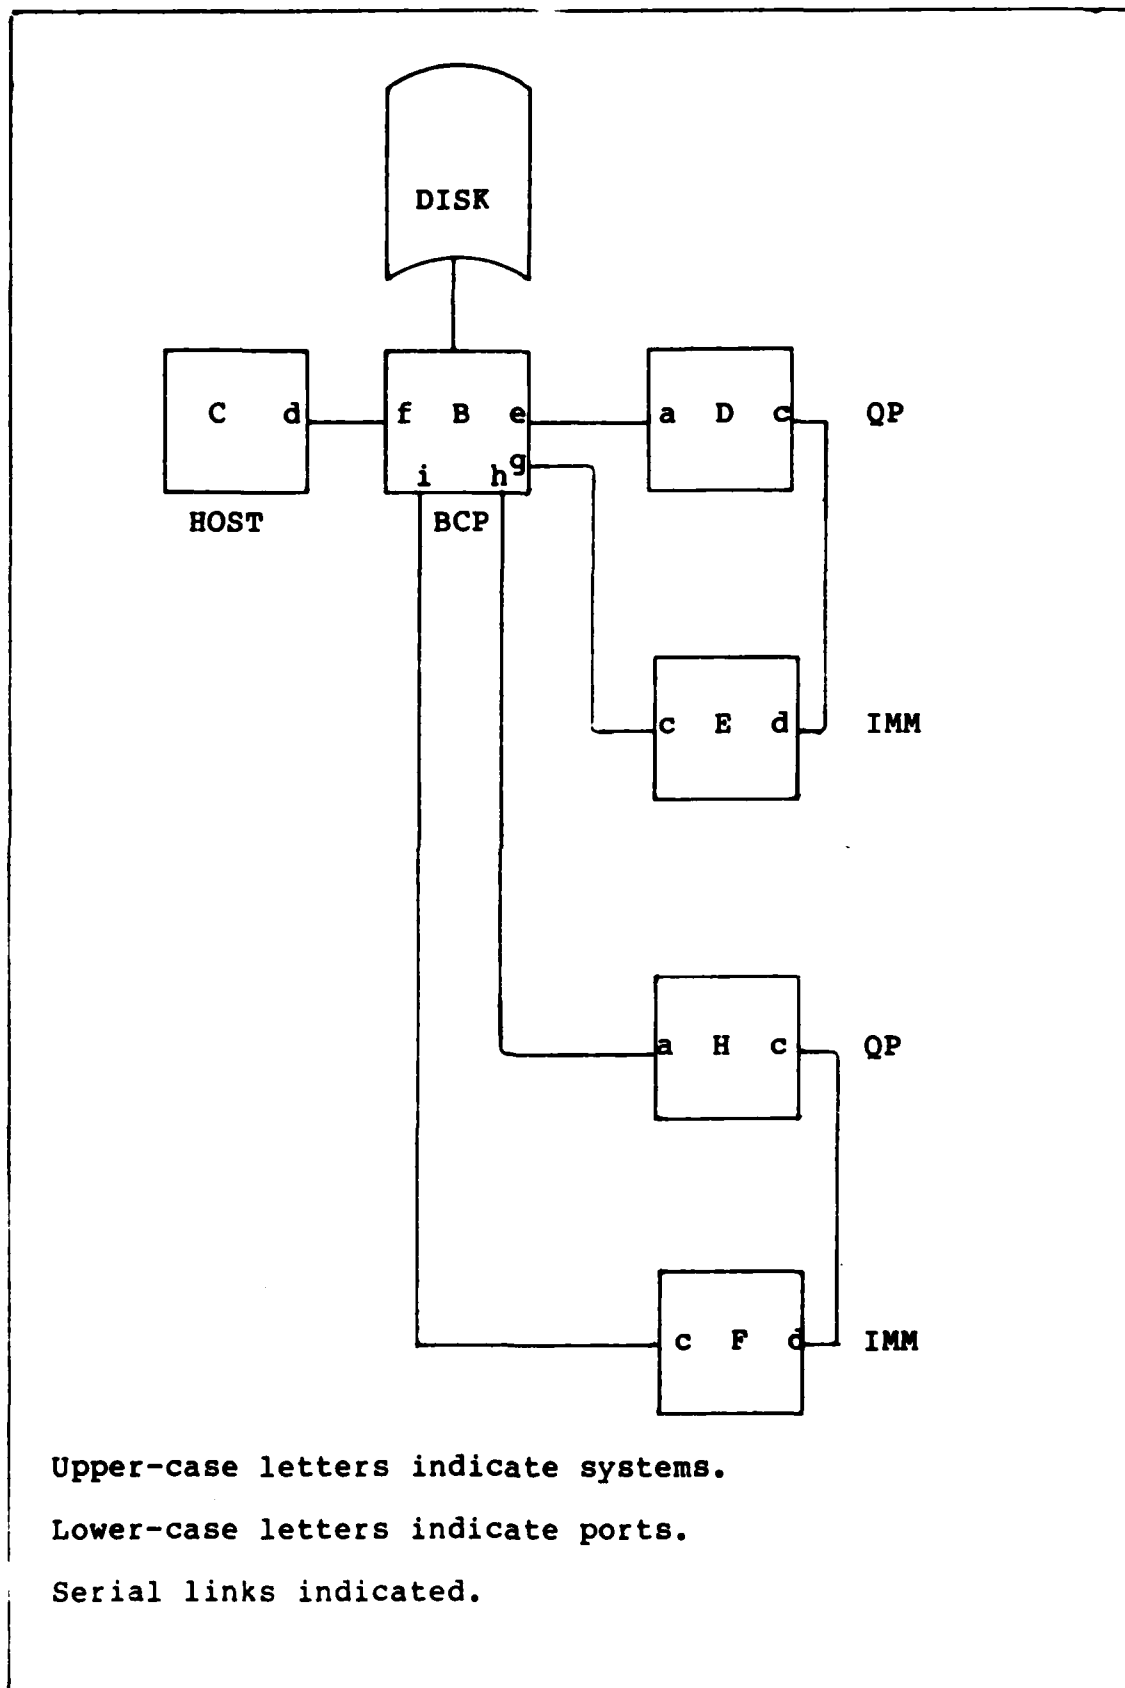 DISK
C d f B e a D c QP
i h g
HOST BCP
c E d IMM
a H c QP
c F d IMM
Upper-case letters indicate systems.
Lower-case letters indicate ports.
Serial links indicated.